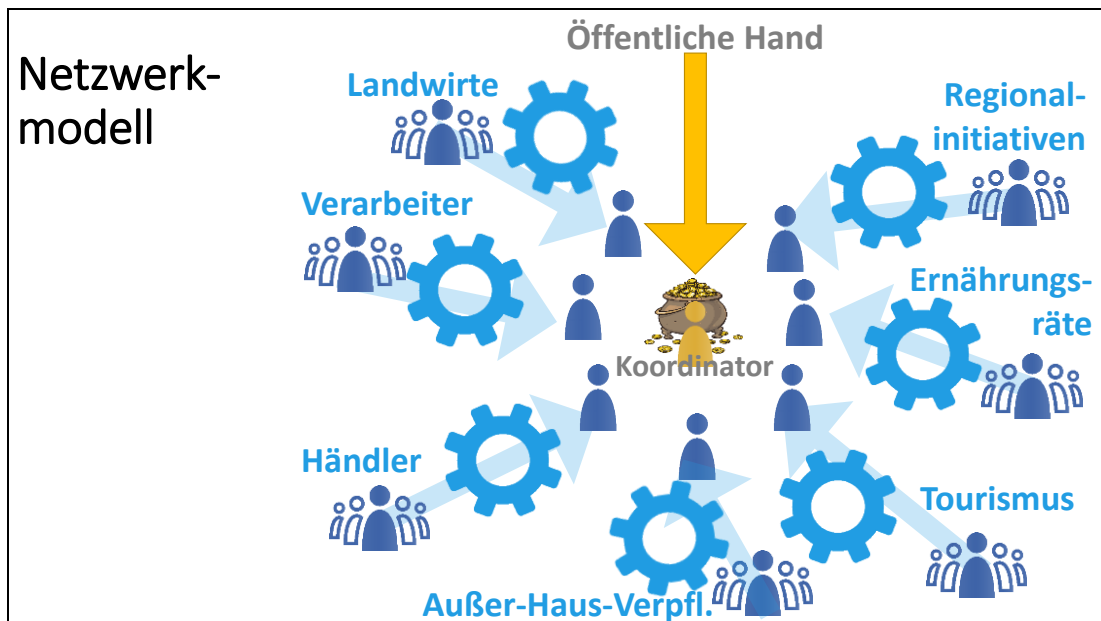 Netzwerk-
modell
Öffentliche Hand
Landwirte
Regional-
initiativen
Verarbeiter
Ernährungs-
räte
Koordinator
Händler
Tourismus
Außer-Haus-Verpfl.